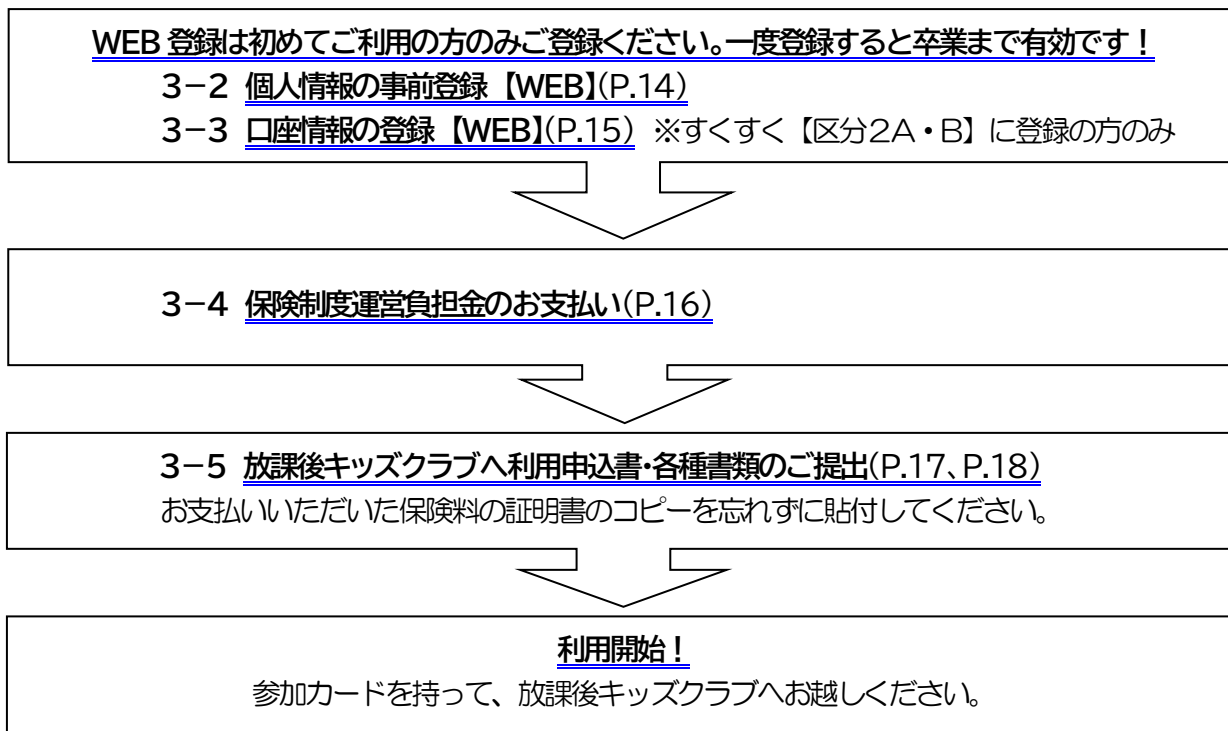 WEB 登録は初めてご利用の方のみご登録ください。一度登録すると卒業まで有効です！
3－2 個人情報の事前登録【WEB】(P.14)
3－3 口座情報の登録【WEB】(P.15) ※すくすく【区分2A・B】に登録の方のみ
3－4 保険制度運営負担金のお支払い(P.16)
3－5 放課後キッズクラブへ利用申込書・各種書類のご提出(P.17、P.18)
お支払いいただいた保険料の証明書のコピーを忘れずに貼付してください。
利用開始！
参加カードを持って、放課後キッズクラブへお越しください。